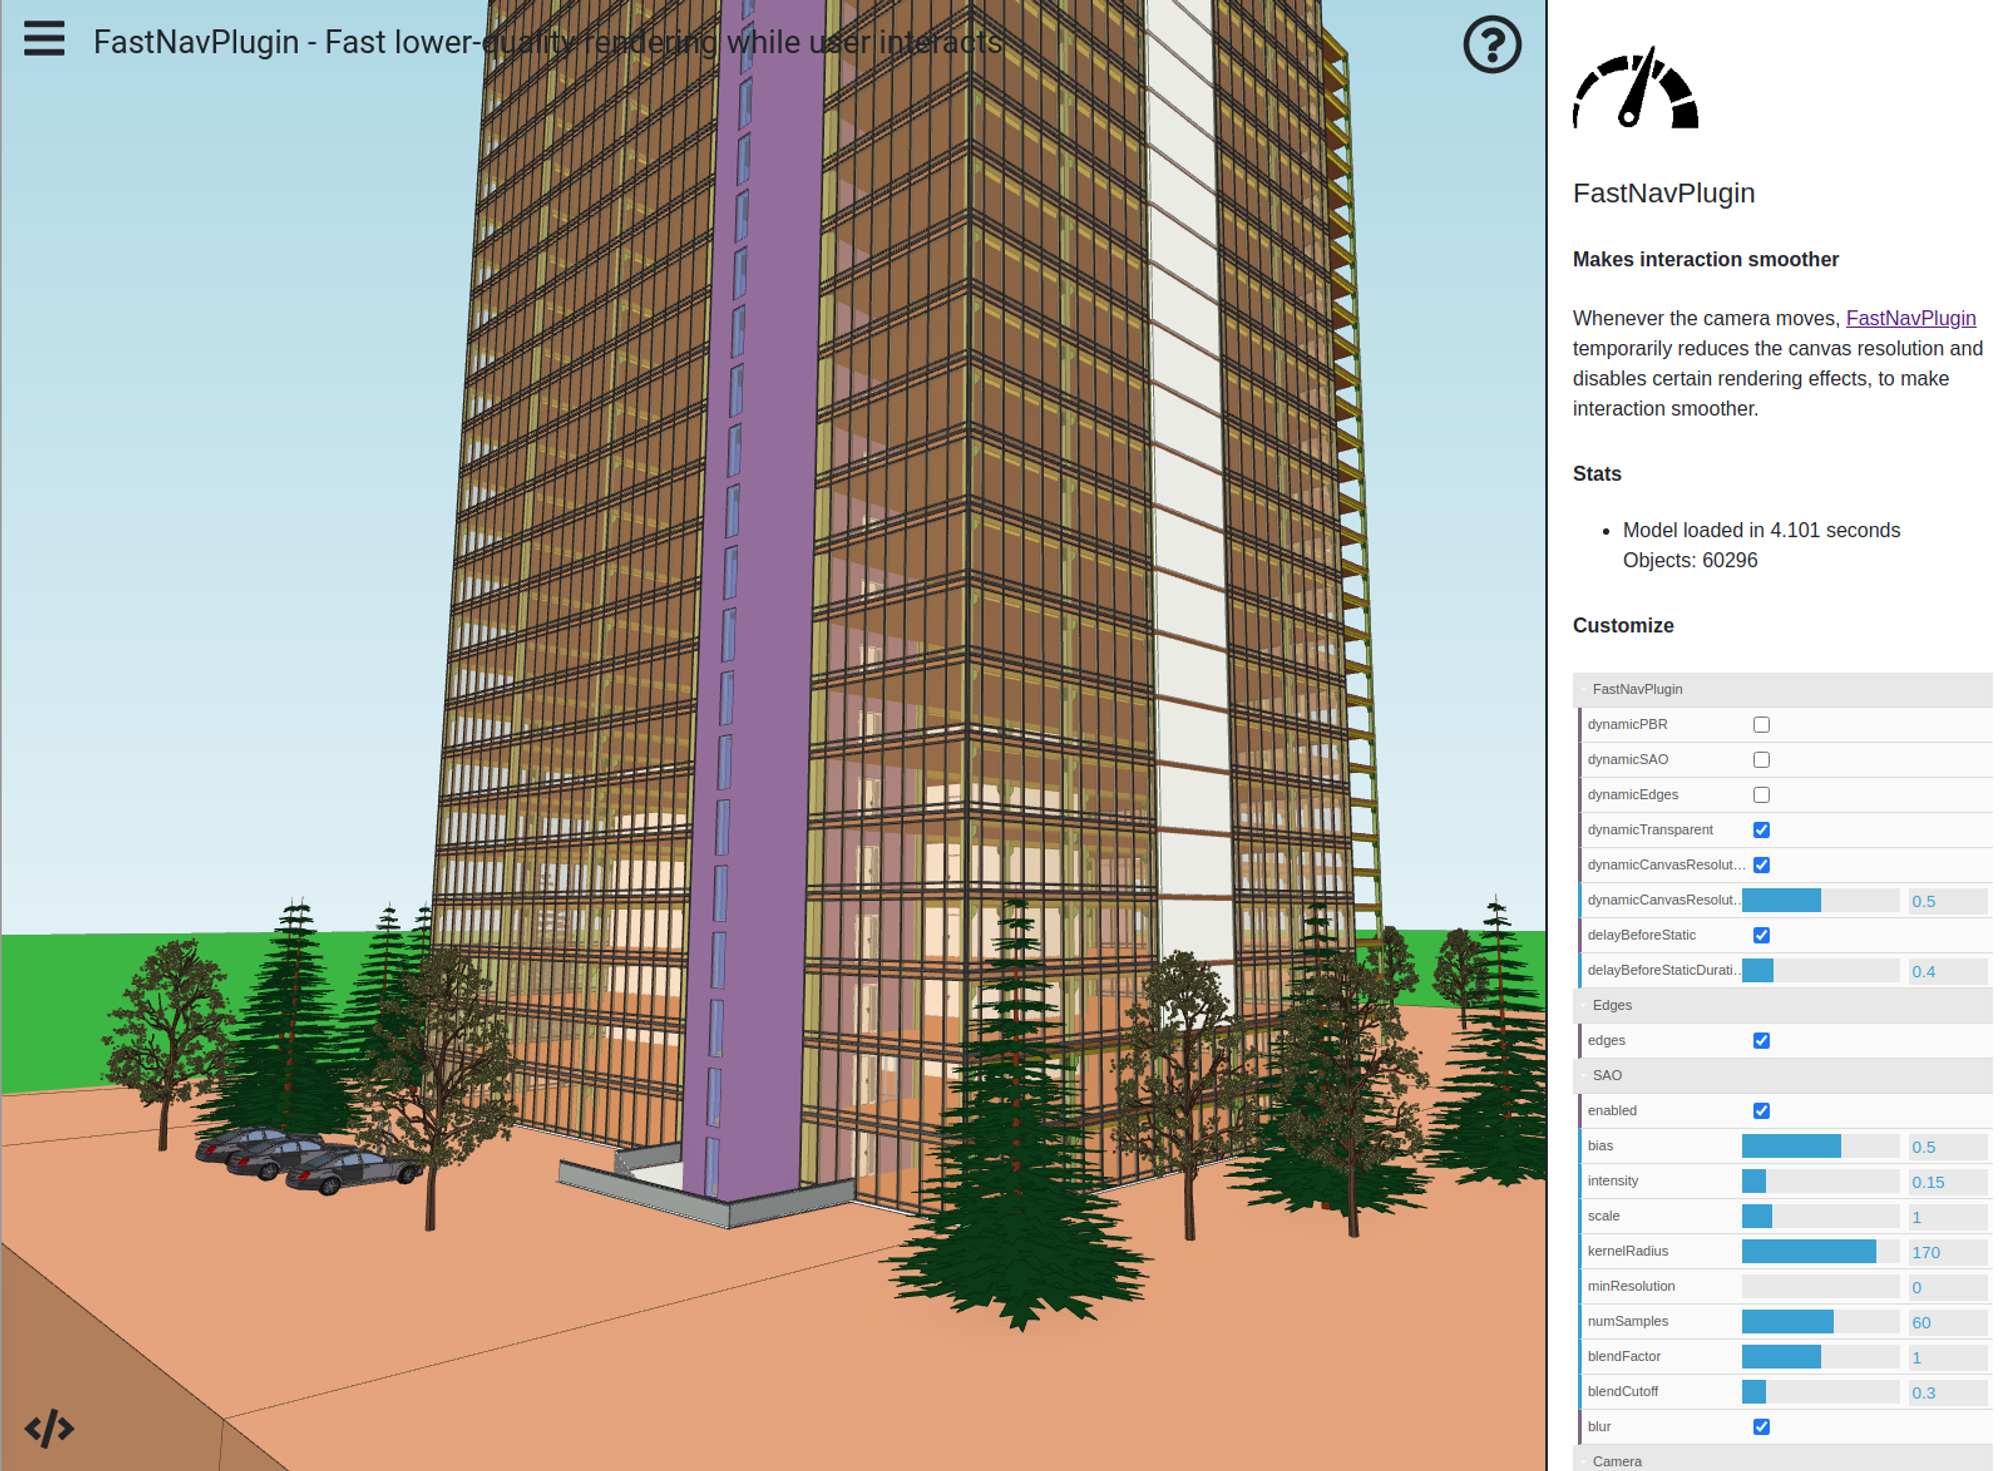 FastNavPlugin - Fast lower-quality rendering while user interacts
FastNavPlugin
Makes interaction smoother
Whenever the camera moves, FastNavPlugin
temporarily reduces the canvas resolution and
disables certain rendering effects, to make
interaction smoother.
Stats
Model loaded in 4.101 seconds
Objects: 60296
Customize
FastNavPlugin
dynamicPBR
dynamicSAO
dynamicEdges
dynamicTransparent
dynamicCanvasResolut...
dynamicCanvasResolut... 0.5
delayBeforeStatic
delayBeforeStaticDurati... 0.4
Edges
edges
SAO
enabled
bias 0.5
intensity 0.15
scale 1
kernelRadius 170
minResolution 0
numSamples 60
blendFactor 1
blendCutoff 0.3
blur
Camera